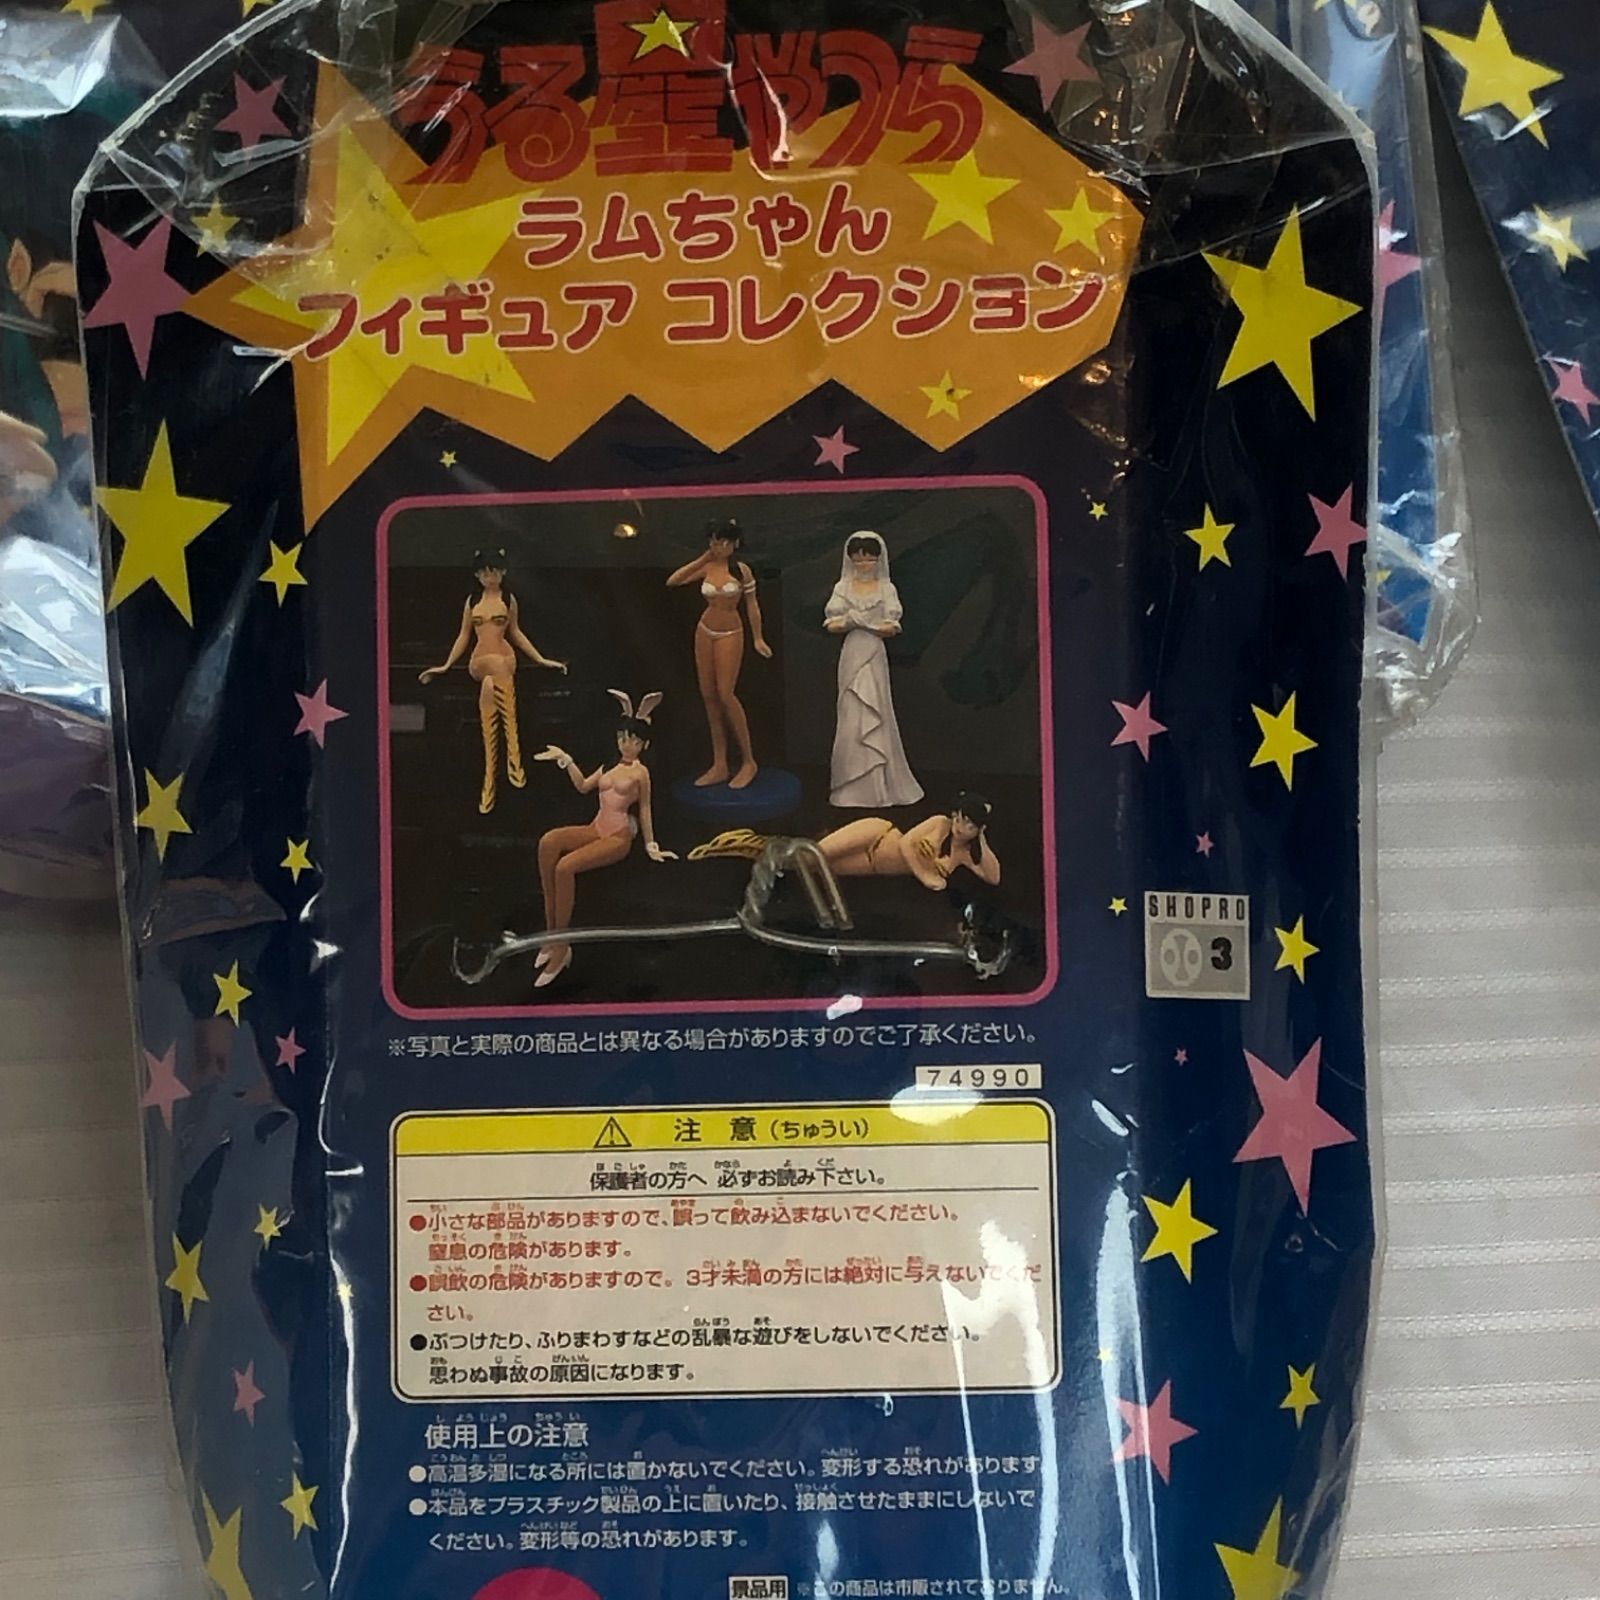 うる星やつら
ラムちゃん
フィギュア コレクション
SHOPRO
3
※写真と実際の商品とは異なる場合がありますのでご了承ください。
74990
注 意 (ちゅうい)
保護者の方へ 必ずお読み下さい。
●小さな部品がありますので、誤って飲み込まないでください。
窒息の危険があります。
●誤飲の危険がありますので。3才未満の方には絶対に与えないでくだ
さい。
●ぶつけたり、ふりまわすなどの乱暴な遊びをしないでください。
思わぬ事故の原因になります。
使用上の注意
●高温多湿になる所には置かないでください。変形する恐れがあります
●本品をプラスチック製品の上に置いたり、接触させたままにしないで
ください。変形等の恐れがあります。
景品用 ※この商品は市販されておりません。